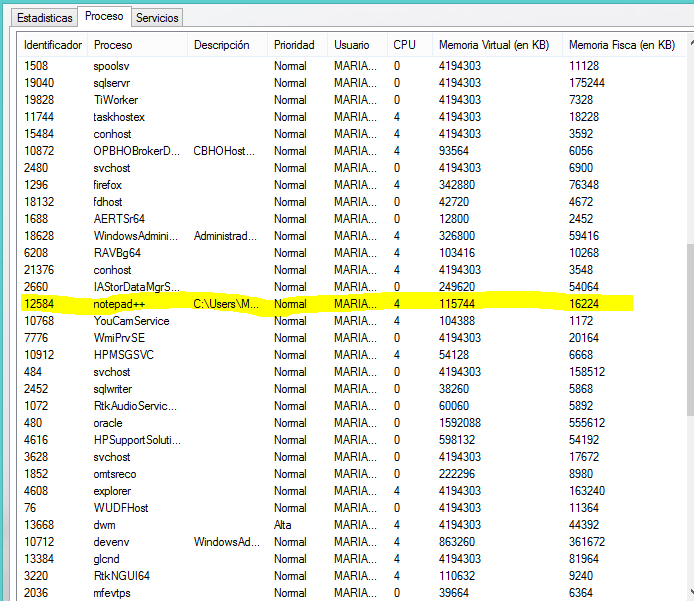 Estadisticas Proceso Servicios
Identificador Proceso Descripción Prioridad Usuario CPU Memoria Virtual (en KB) Memoria Fisca (en KB)
1508 spoolsv Normal MARIA... 0 4194303 11128
19040 sqlservr Normal MARIA... 0 4194303 175244
19828 TiWorker Normal MARIA... 0 4194303 7328
11744 taskhostex Normal MARIA... 4 4194303 18228
15484 conhost Normal MARIA... 4 4194303 3592
10872 OPBHOBrokerD... CBHOHost... Normal MARIA... 4 93564 6056
2480 svchost Normal MARIA... 0 4194303 6900
1296 firefox Normal MARIA... 4 342880 76348
18132 fdhost Normal MARIA... 0 42720 4672
1688 AERTSr64 Normal MARIA... 0 12800 2452
18628 WindowsAdmini... Administrad... Normal MARIA... 4 326800 59416
6208 RAVBg64 Normal MARIA... 4 103416 10268
21376 conhost Normal MARIA... 4 4194303 3548
2660 IAStorDataMgrS... Normal MARIA... 0 249620 54064
12584 notepad++ C:\Users\M... Normal MARIA... 4 115744 16224
10768 YouCamService Normal MARIA... 4 104388 1172
7776 WmiPrvSE Normal MARIA... 0 4194303 20164
10912 HPMSGSVC Normal MARIA... 4 54128 6668
484 svchost Normal MARIA... 0 4194303 158512
2452 sqlwriter Normal MARIA... 0 38260 5868
1072 RtkAudioServic... Normal MARIA... 0 60060 5892
480 oracle Normal MARIA... 0 1592088 555612
4616 HPSupportSoluti... Normal MARIA... 0 598132 54192
3628 svchost Normal MARIA... 0 4194303 17672
1852 omtsreco Normal MARIA... 0 222296 8980
4608 explorer Normal MARIA... 4 4194303 163240
76 WUDFHost Normal MARIA... 0 4194303 11364
13668 dwm Alta MARIA... 4 4194303 44392
10712 devenv WindowsAd... Normal MARIA... 4 863260 361672
13384 glcnd Normal MARIA... 4 4194303 81964
3220 RtkNGUI64 Normal MARIA... 4 110632 9240
2036 mfevtps Normal MARIA... 0 39664 6364